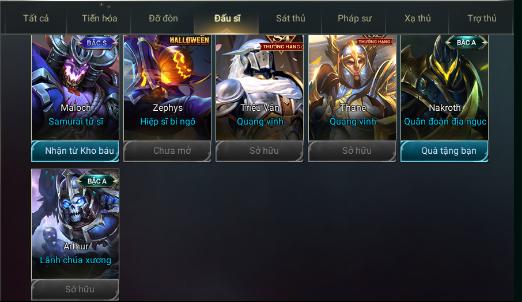 Tất cả Tiến hóa Đỡ đòn Đấu sĩ Sát thủ Pháp sư Xạ thủ Trợ thủ
BẬC S HALLOWEEN THƯỞNG HẠNG THƯỞNG HẠNG BẬC A
Maloch Zephys Triệu Vân Thane Nakroth
Samurai tử sĩ Hiệp sĩ bí ngô Quang vinh Quang vinh Quân đoàn địa ngục
Nhận từ Kho báu Chưa mở Sở hữu Sở hữu Quà tặng bạn
BẬC A
Arthur
Lãnh chúa xương
Sở hữu